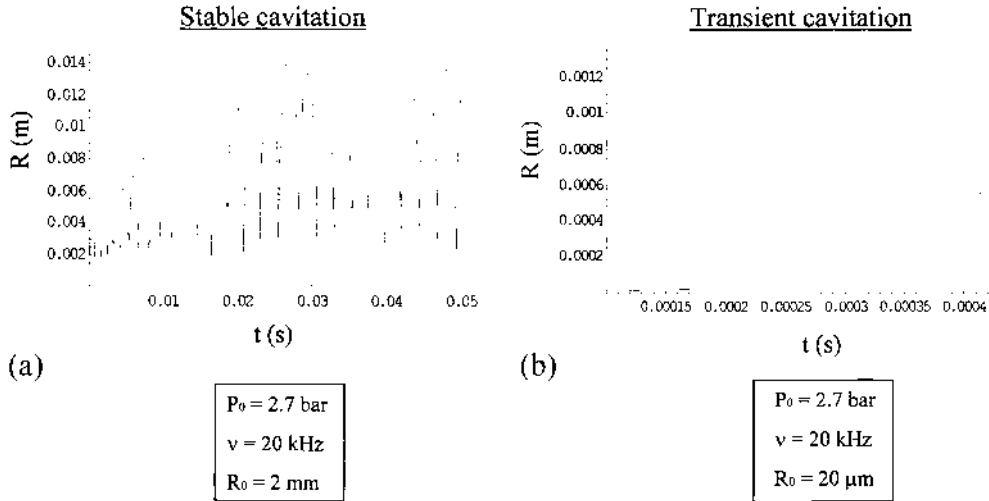 Stable cavitation
0.014
0.012
0.01
0.008
0.006
0.004
0.002
R (m)
0.01 0.02 0.03 0.04 0.05
t (s)
(a)
P₀ = 2.7 bar
ν = 20 kHz
R₀ = 2 mm
Transient cavitation
0.0012
0.001
0.0008
0.0006
0.0004
0.0002
R (m)
0.00015 0.0002 0.00025 0.0003 0.00035 0.0004
t (s)
(b)
P₀ = 2.7 bar
ν = 20 kHz
R₀ = 20 µm